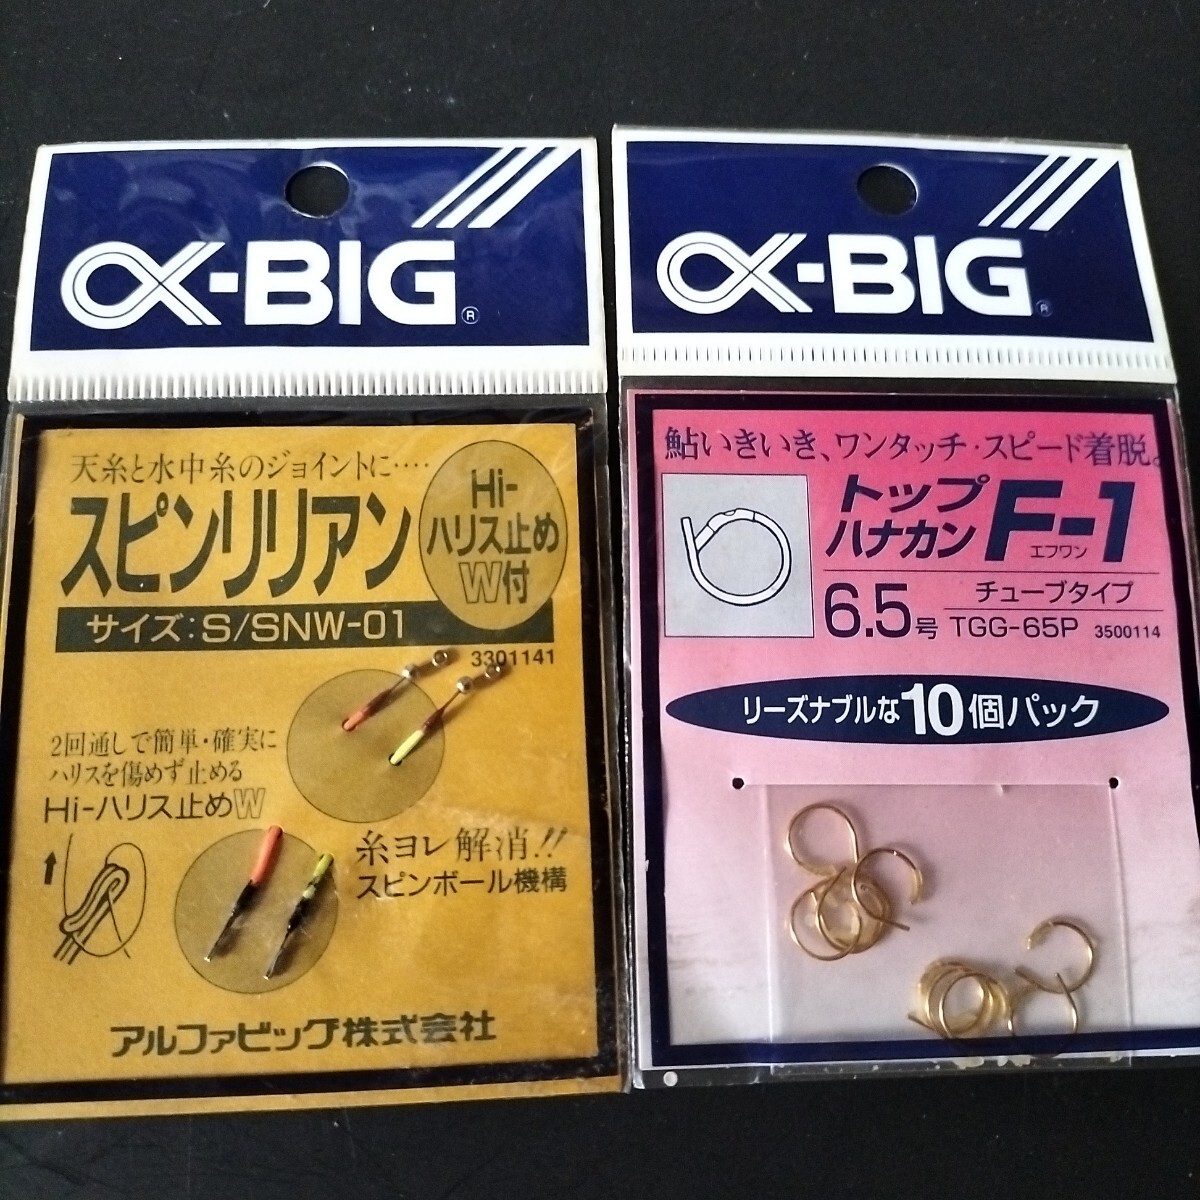 α-BIG®
天糸と水中糸のジョイントに‥‥
スピンリリアン
Hi-
ハリス止め
W付
サイズ:S/SNW-01
3301141
2回通しで簡単・確実に
ハリスを傷めず止める
Hi-ハリス止めW
糸ヨレ解消!!
スピンボール機構
アルファビッグ株式会社
α-BIG®
鮎いきいき、ワンタッチ・スピード着脱。
トップ
ハナカン
F-1
エフワン
6.5号
チューブタイプ
TGG-65P 3500114
リーズナブルな10個パック